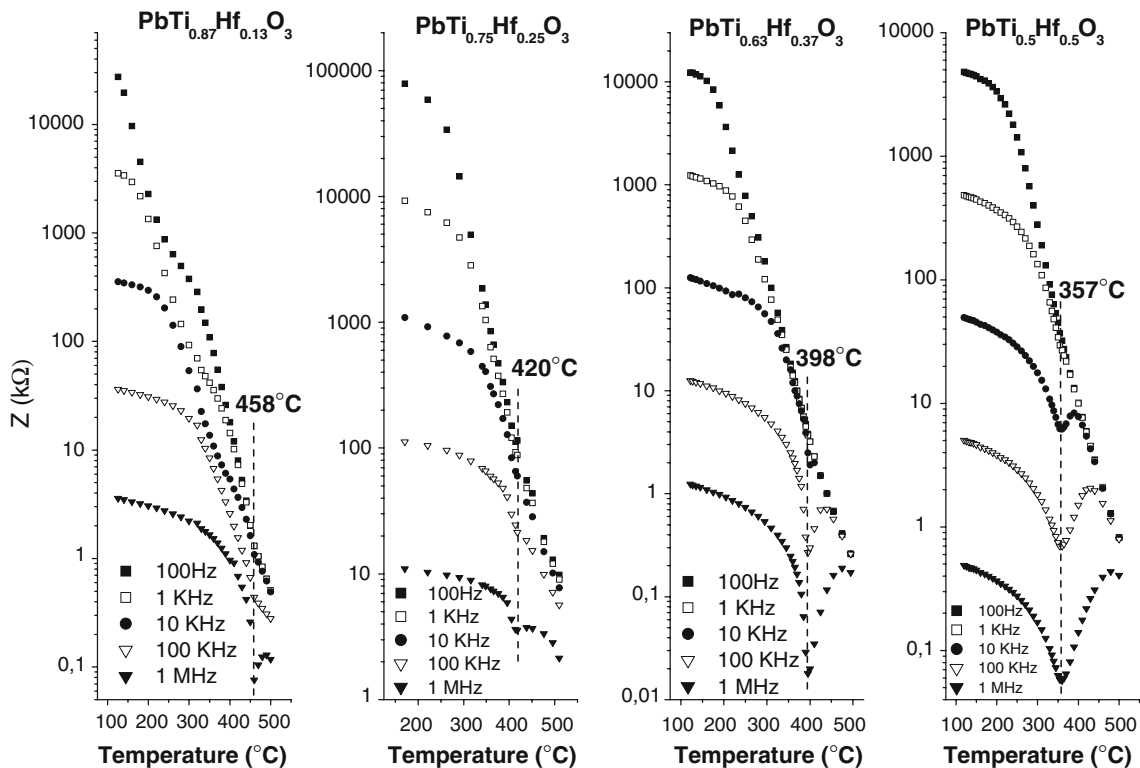 PbTi0.87Hf0.13O3
PbTi0.75Hf0.25O3
PbTi0.63Hf0.37O3
PbTi0.5Hf0.5O3
Z (kΩ)
10000
1000
100
10
1
0,1
458°C
100Hz
1 KHz
10 KHz
100 KHz
1 MHz
100 200 300 400 500
Temperature (°C)
100000
10000
1000
100
10
1
420°C
100Hz
1 KHz
10 KHz
100 KHz
1 MHz
200 300 400 500
Temperature (°C)
10000
1000
100
10
1
0,1
0,01
398°C
100Hz
1 KHz
10 KHz
100 KHz
1 MHz
100 200 300 400 500
Temperature (°C)
10000
1000
100
10
1
0,1
357°C
100Hz
1 KHz
10 KHz
100 KHz
1 MHz
100 200 300 400 500
Temperature (°C)